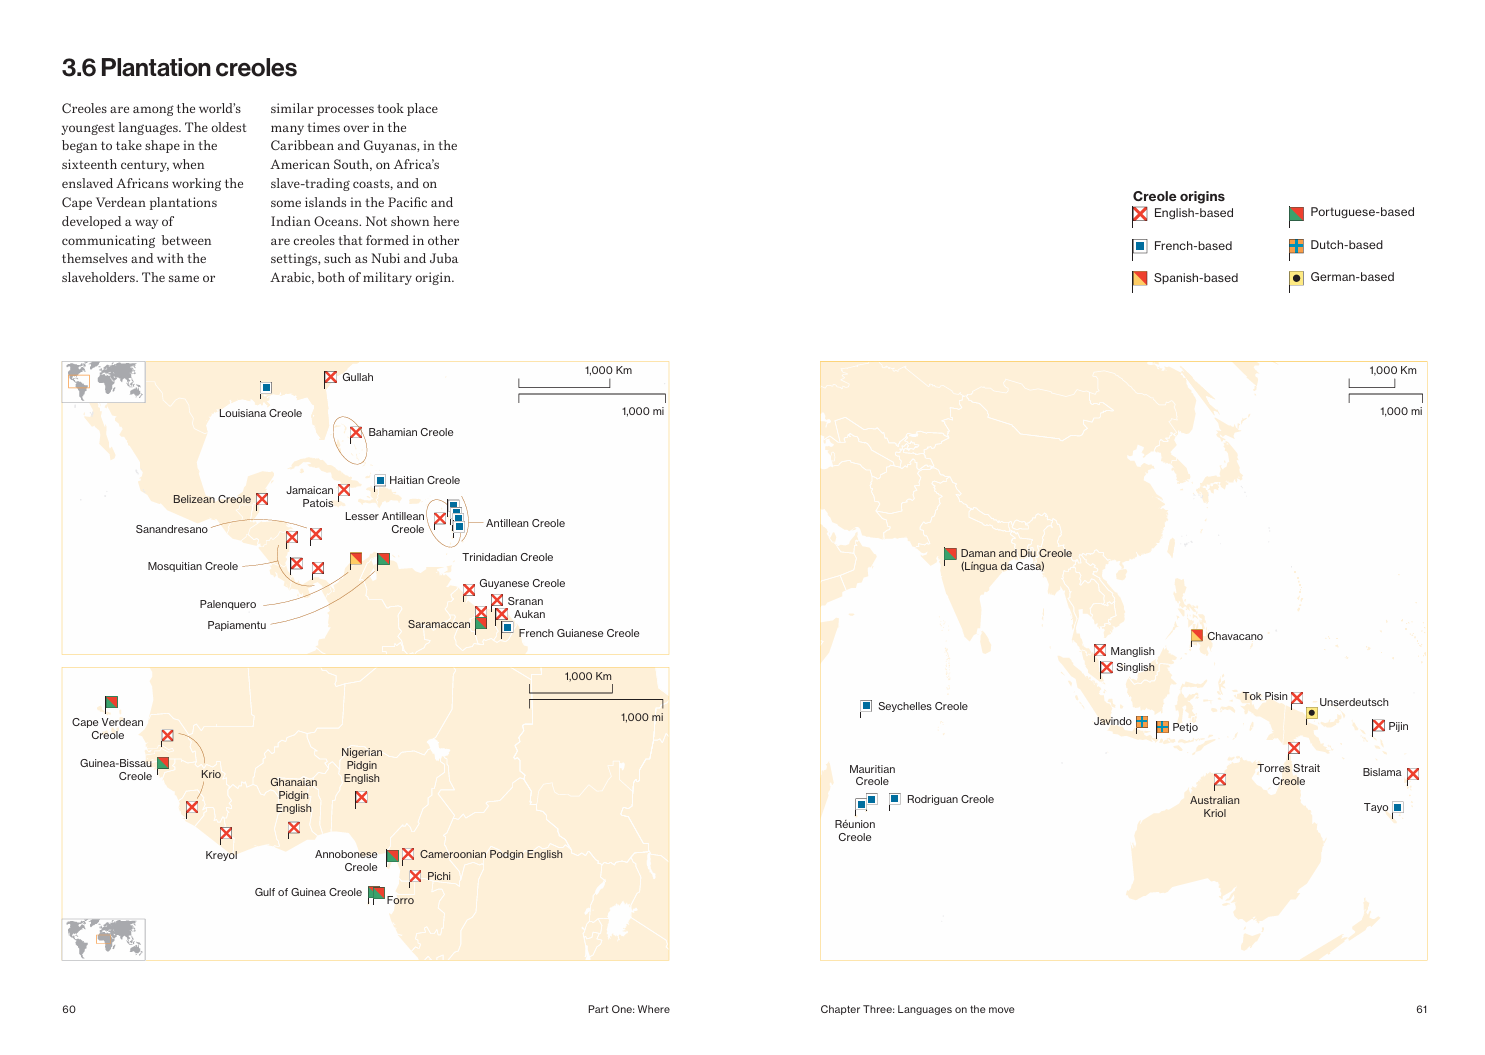 3.6 Plantation creoles
Creoles are among the world's
youngest languages. The oldest
began to take shape in the
sixteenth century, when
enslaved Africans working the
Cape Verdean plantations
developed a way of
communicating between
themselves and with the
slaveholders. The same or
similar processes took place
many times over in the
Caribbean and Guyanas, in the
American South, on Africa's
slave-trading coasts, and on
some islands in the Pacific and
Indian Oceans. Not shown here
are creoles that formed in other
settings, such as Nubi and Juba
Arabic, both of military origin.
Creole origins
English-based
French-based
Spanish-based
Portuguese-based
Dutch-based
German-based
1,000 Km
1,000 mi
Gullah
Louisiana Creole
Bahamian Creole
Haitian Creole
Jamaican
Patois
Belizean Creole
Lesser Antillean
Creole
Antillean Creole
Sanandresano
Trinidadian Creole
Mosquitian Creole
Guyanese Creole
Palenquero
Sranan
Aukan
Papiamentu
Saramaccan
French Guianese Creole
1,000 Km
1,000 mi
Cape Verdean
Creole
Guinea-Bissau
Creole
Krio
Nigerian
Pidgin
English
Ghanaian
Pidgin
English
Kreyol
Annobonese
Creole
Cameroonian Podgin English
Pichi
Gulf of Guinea Creole
Forro
1,000 Km
1,000 mi
Daman and Diu Creole
(Língua da Casa)
Chavacano
Manglish
Singlish
Seychelles Creole
Tok Pisin
Unserdeutsch
Javindo
Petjo
Pijin
Mauritian
Creole
Torres Strait
Creole
Bislama
Rodriguan Creole
Australian
Kriol
Tayo
Réunion
Creole
60
Part One: Where
Chapter Three: Languages on the move
61